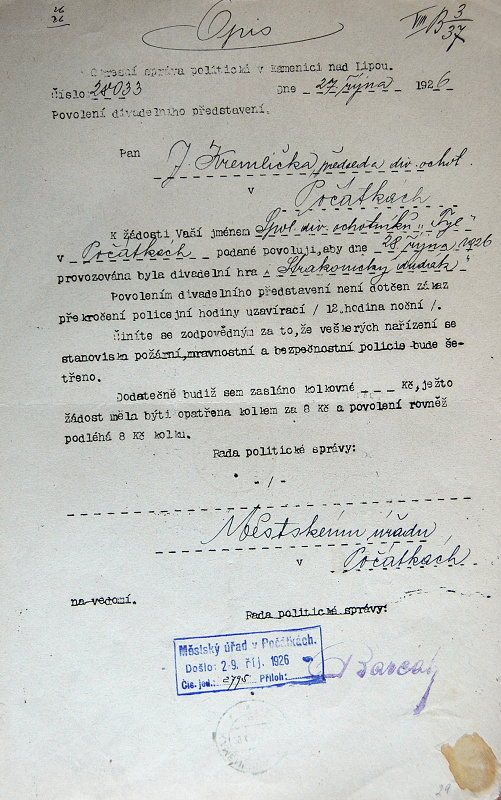 26
26
Opis
VIII B 3/37
Okresní správa politická v Kamenici nad Lipou.
Číslo 28033 Dne 27. října 1926
Povolení divadelního představení.
Pan J. Kremlička, předseda div. ochot.
v
Počátkách
K žádosti Vaší jménem Spol. div. ochotníků „Tyl“
v Počátkách podané povoluji, aby dne 28. října 1926
provozována byla divadelní hra „Strakonický dudák“
Povolením divadelního představení není dotčen zákaz
překročení policejní hodiny uzavírací / 12.hodina noční /.
Činíte se zodpovědným za to, že veškerých nařízení se
stanoviska požární, mravnostní a bezpečnostní policie bude še-
třeno.
Dodatečně budiž sem zasláno kolkovné _ _ _ Kč, ježto
žádost měla býti opatřena kolkem za 8 Kč a povolení rovněž
podléhá 8 Kč kolku.
Rada politické správy:
- / -
Městskému úřadu
v Počátkách
na vědomí.
Rada politické správy:
Městský úřad v Počátkách.
Došlo: 2-9. říj. 1926
Čís. jed.: Příloh:
29